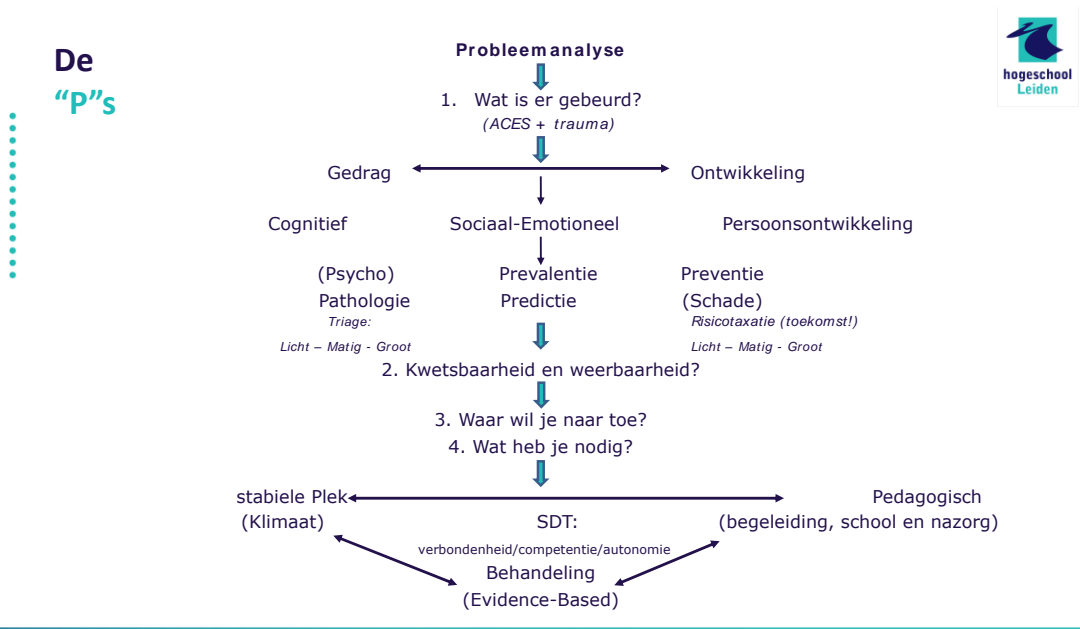 De
“P”s
hogeschool
Leiden
Probleemanalyse
1. Wat is er gebeurd?
(ACES + trauma)
Gedrag Ontwikkeling
Cognitief Sociaal-Emotioneel Persoonsontwikkeling
(Psycho) Prevalentie Preventie
Pathologie Predictie (Schade)
Triage: Risicotaxatie (toekomst!)
Licht – Matig - Groot Licht – Matig - Groot
2. Kwetsbaarheid en weerbaarheid?
3. Waar wil je naar toe?
4. Wat heb je nodig?
stabiele Plek Pedagogisch
(Klimaat) SDT: (begeleiding, school en nazorg)
verbondenheid/competentie/autonomie
Behandeling
(Evidence-Based)